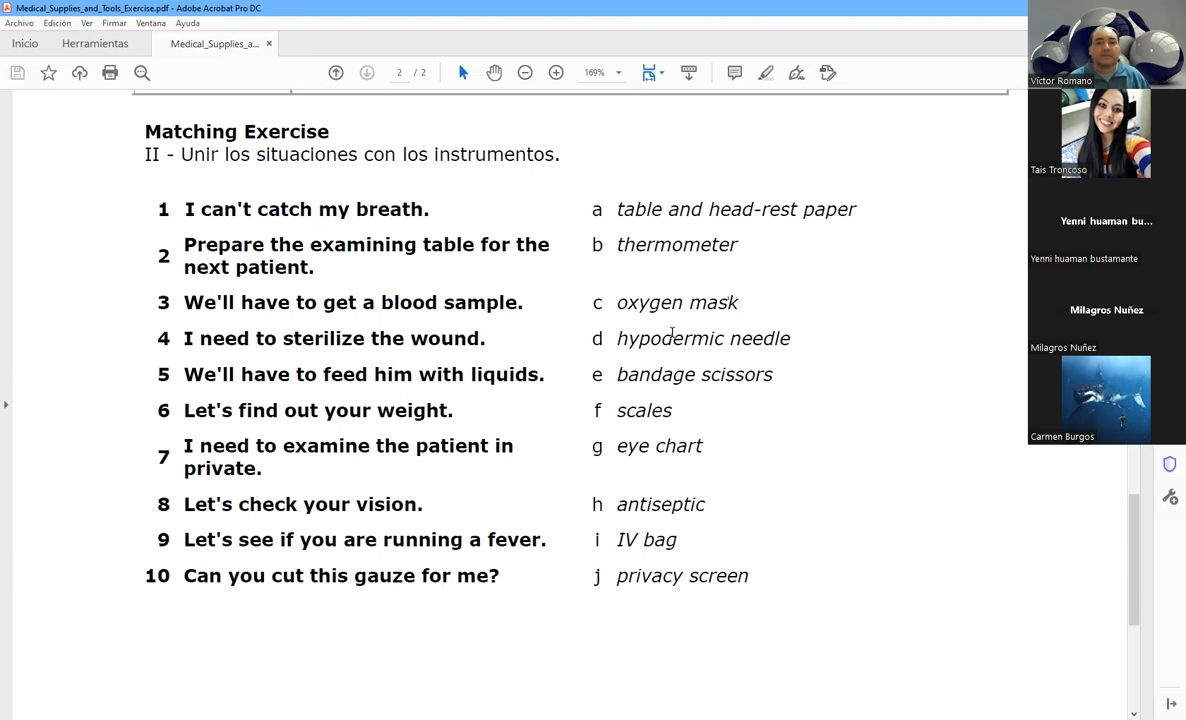 Medical_Supplies_and_Tools_Exercise.pdf - Adobe Acrobat Pro DC
Archivo Edición Ver Firmar Ventana Ayuda
Inicio Herramientas Medical_Supplies_a... ×
2 / 2 169%
Matching Exercise
II - Unir los situaciones con los instrumentos.
1 I can't catch my breath. a table and head-rest paper
2 Prepare the examining table for the next patient. b thermometer
3 We'll have to get a blood sample. c oxygen mask
4 I need to sterilize the wound. d hypodermic needle
5 We'll have to feed him with liquids. e bandage scissors
6 Let's find out your weight. f scales
7 I need to examine the patient in private. g eye chart
8 Let's check your vision. h antiseptic
9 Let's see if you are running a fever. i IV bag
10 Can you cut this gauze for me? j privacy screen
Víctor Romano
Tais Troncoso
Yenni huaman bu...
Yenni huaman bustamante
Milagros Nuñez
Milagros Nuñez
Carmen Burgos